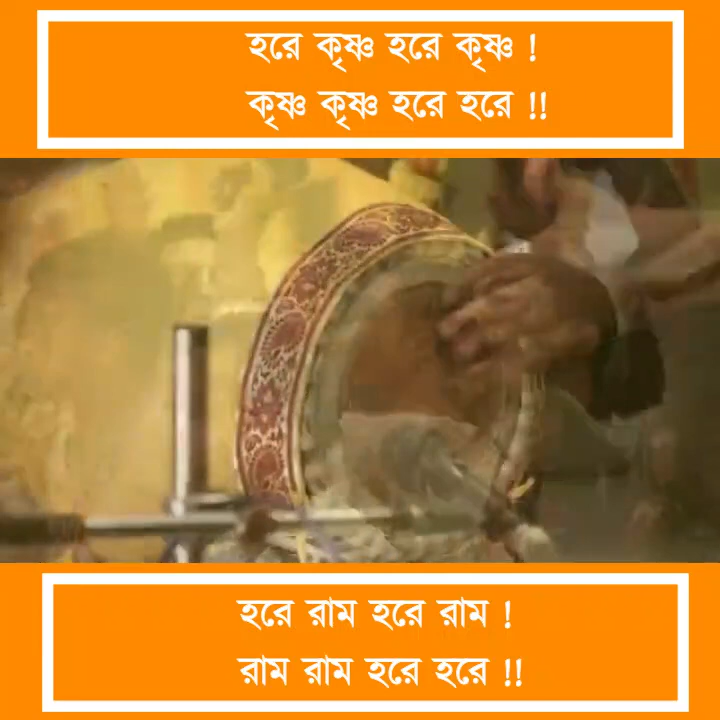 হরে কৃষ্ণ হরে কৃষ্ণ !
কৃষ্ণ কৃষ্ণ হরে হরে !!
হরে রাম হরে রাম !
রাম রাম হরে হরে !!